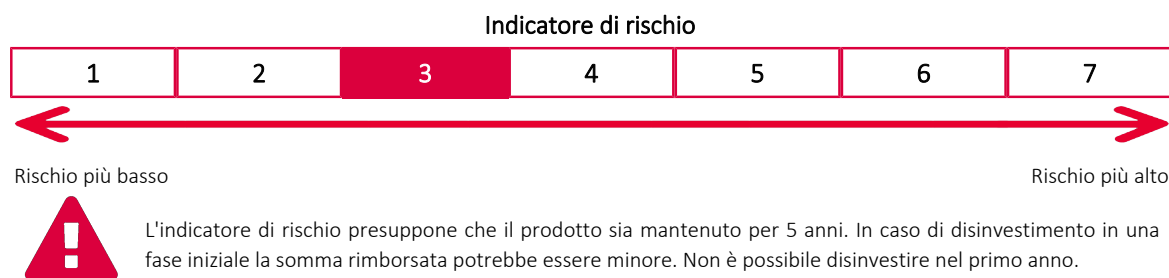 Indicatore di rischio
1 2 3 4 5 6 7
Rischio più basso Rischio più alto
L'indicatore di rischio presuppone che il prodotto sia mantenuto per 5 anni. In caso di disinvestimento in una
fase iniziale la somma rimborsata potrebbe essere minore. Non è possibile disinvestire nel primo anno.